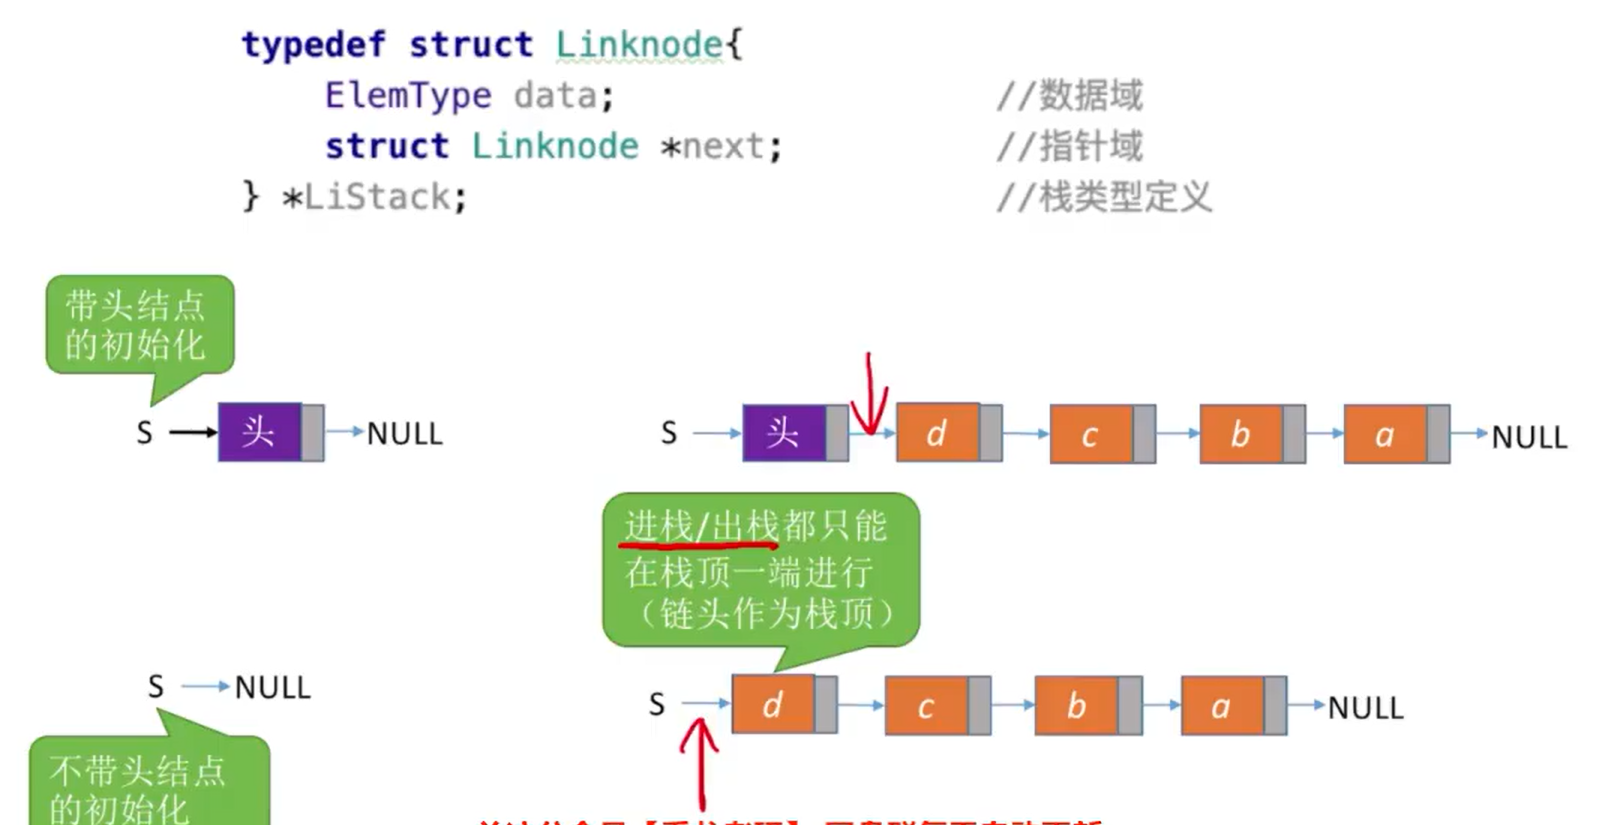 typedef struct Linknode{
ElemType data; //数据域
struct Linknode *next; //指针域
} *LiStack; //栈类型定义
带头结点
的初始化
S 头 NULL
S 头 d c b a NULL
进栈/出栈都只能
在栈顶一端进行
（链头作为栈顶）
S NULL
S d c b a NULL
不带头结点
的初始化